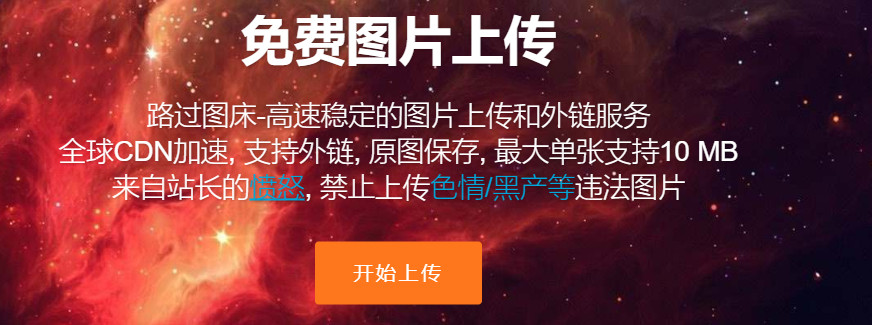 免费图片上传
路过图床-高速稳定的图片上传和外链服务
全球CDN加速, 支持外链, 原图保存, 最大单张支持10 MB
来自站长的愤怒, 禁止上传色情/黑产等违法图片
开始上传